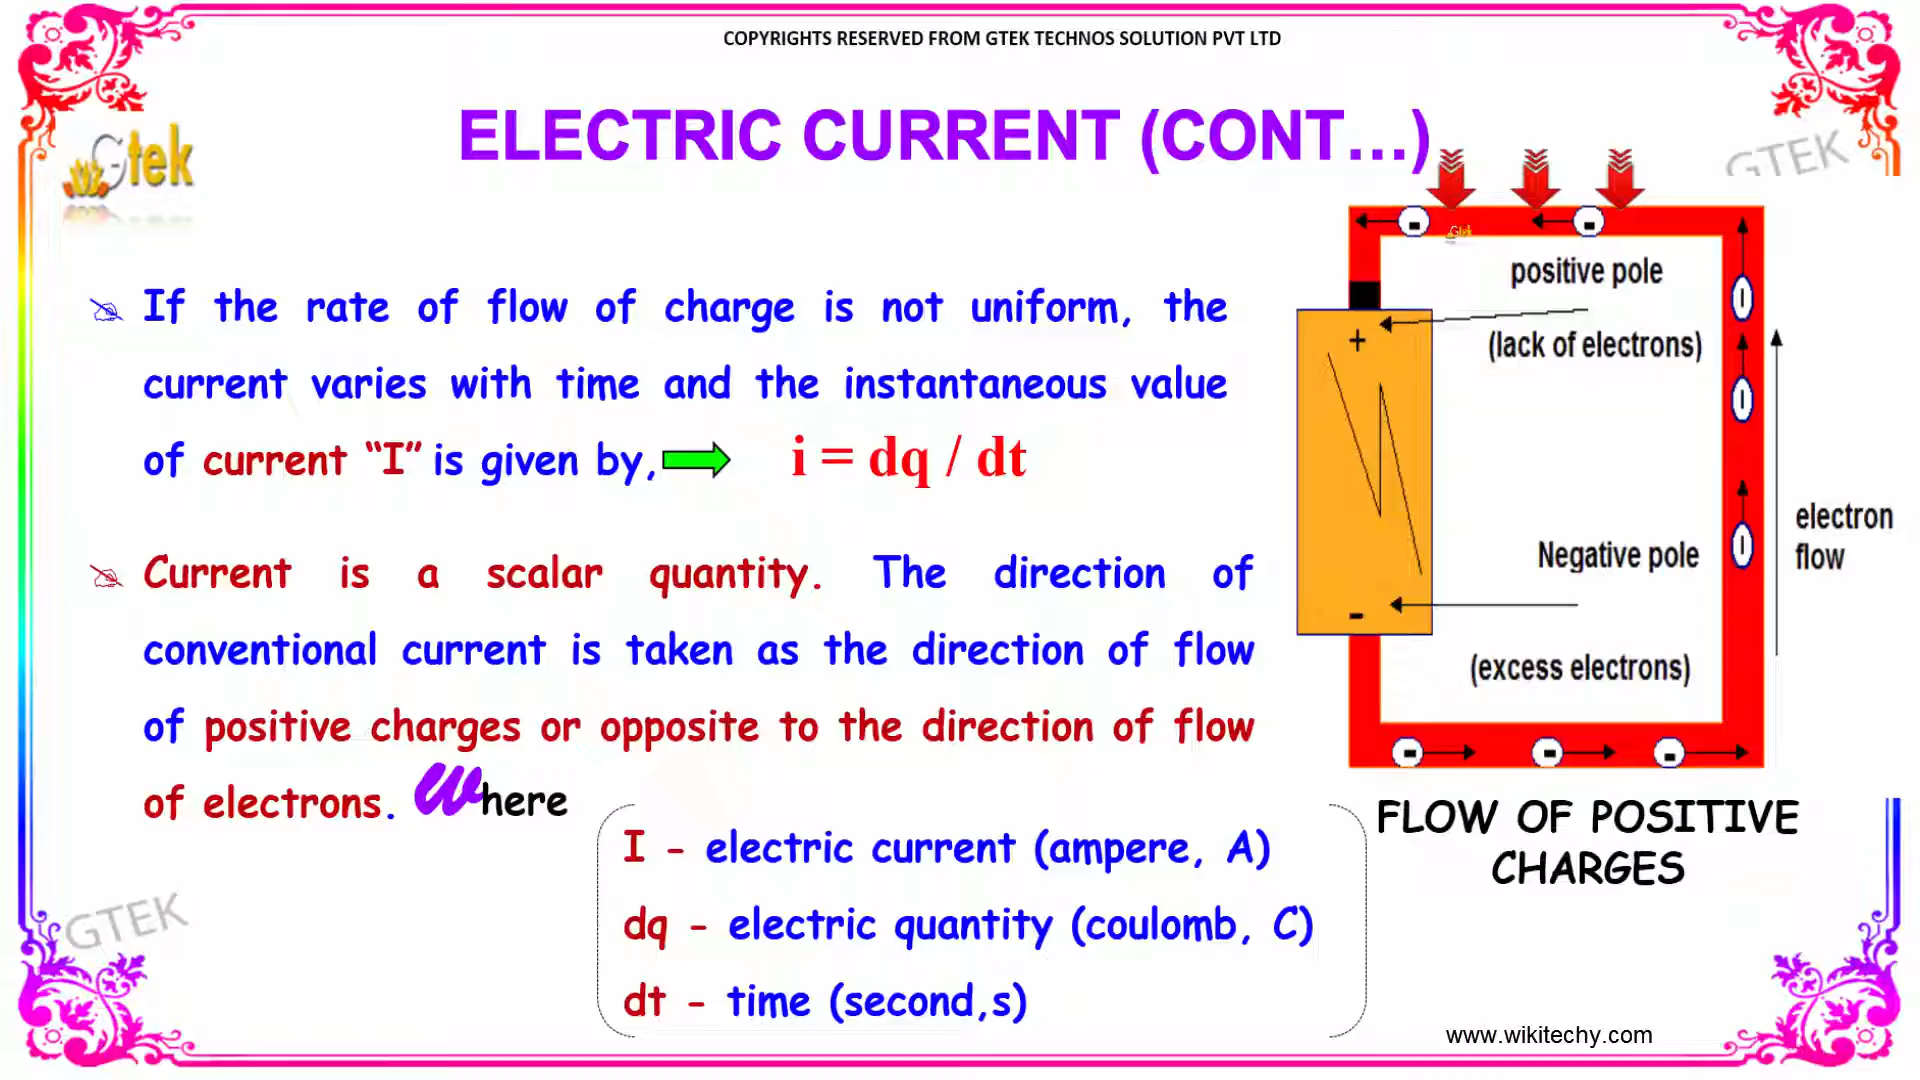 COPYRIGHTS RESERVED FROM GTEK TECHNOS SOLUTION PVT LTD
ELECTRIC CURRENT (CONT...)
Gtek
GTEK
If the rate of flow of charge is not uniform, the
current varies with time and the instantaneous value
of current “I” is given by, i = dq / dt
Current is a scalar quantity. The direction of
conventional current is taken as the direction of flow
of positive charges or opposite to the direction of flow
of electrons. Where
I - electric current (ampere, A)
dq - electric quantity (coulomb, C)
dt - time (second,s)
- -
Gtek
positive pole
+
(lack of electrons)
electron
flow
Negative pole
-
(excess electrons)
- - -
FLOW OF POSITIVE
CHARGES
GTEK
www.wikitechy.com